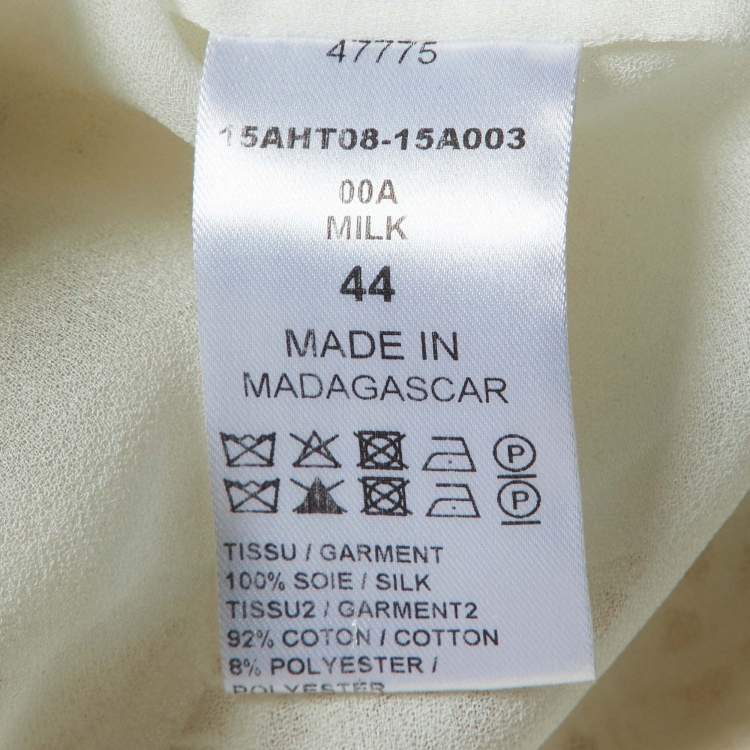 47775
15AHT08-15A003
00A
MILK
44
MADE IN
MADAGASCAR
P
P
TISSU / GARMENT
100% SOIE / SILK
TISSU2 / GARMENT2
92% COTON / COTTON
8% POLYESTER /
POLYESTER